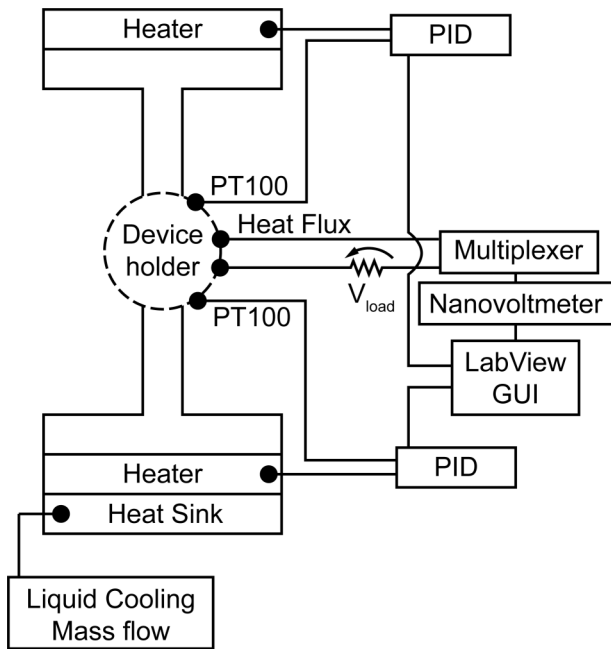 Heater
PID
PT100
Heat Flux
Device
holder
Multiplexer
V load
Nanovoltmeter
PT100
LabView
GUI
Heater
PID
Heat Sink
Liquid Cooling
Mass flow